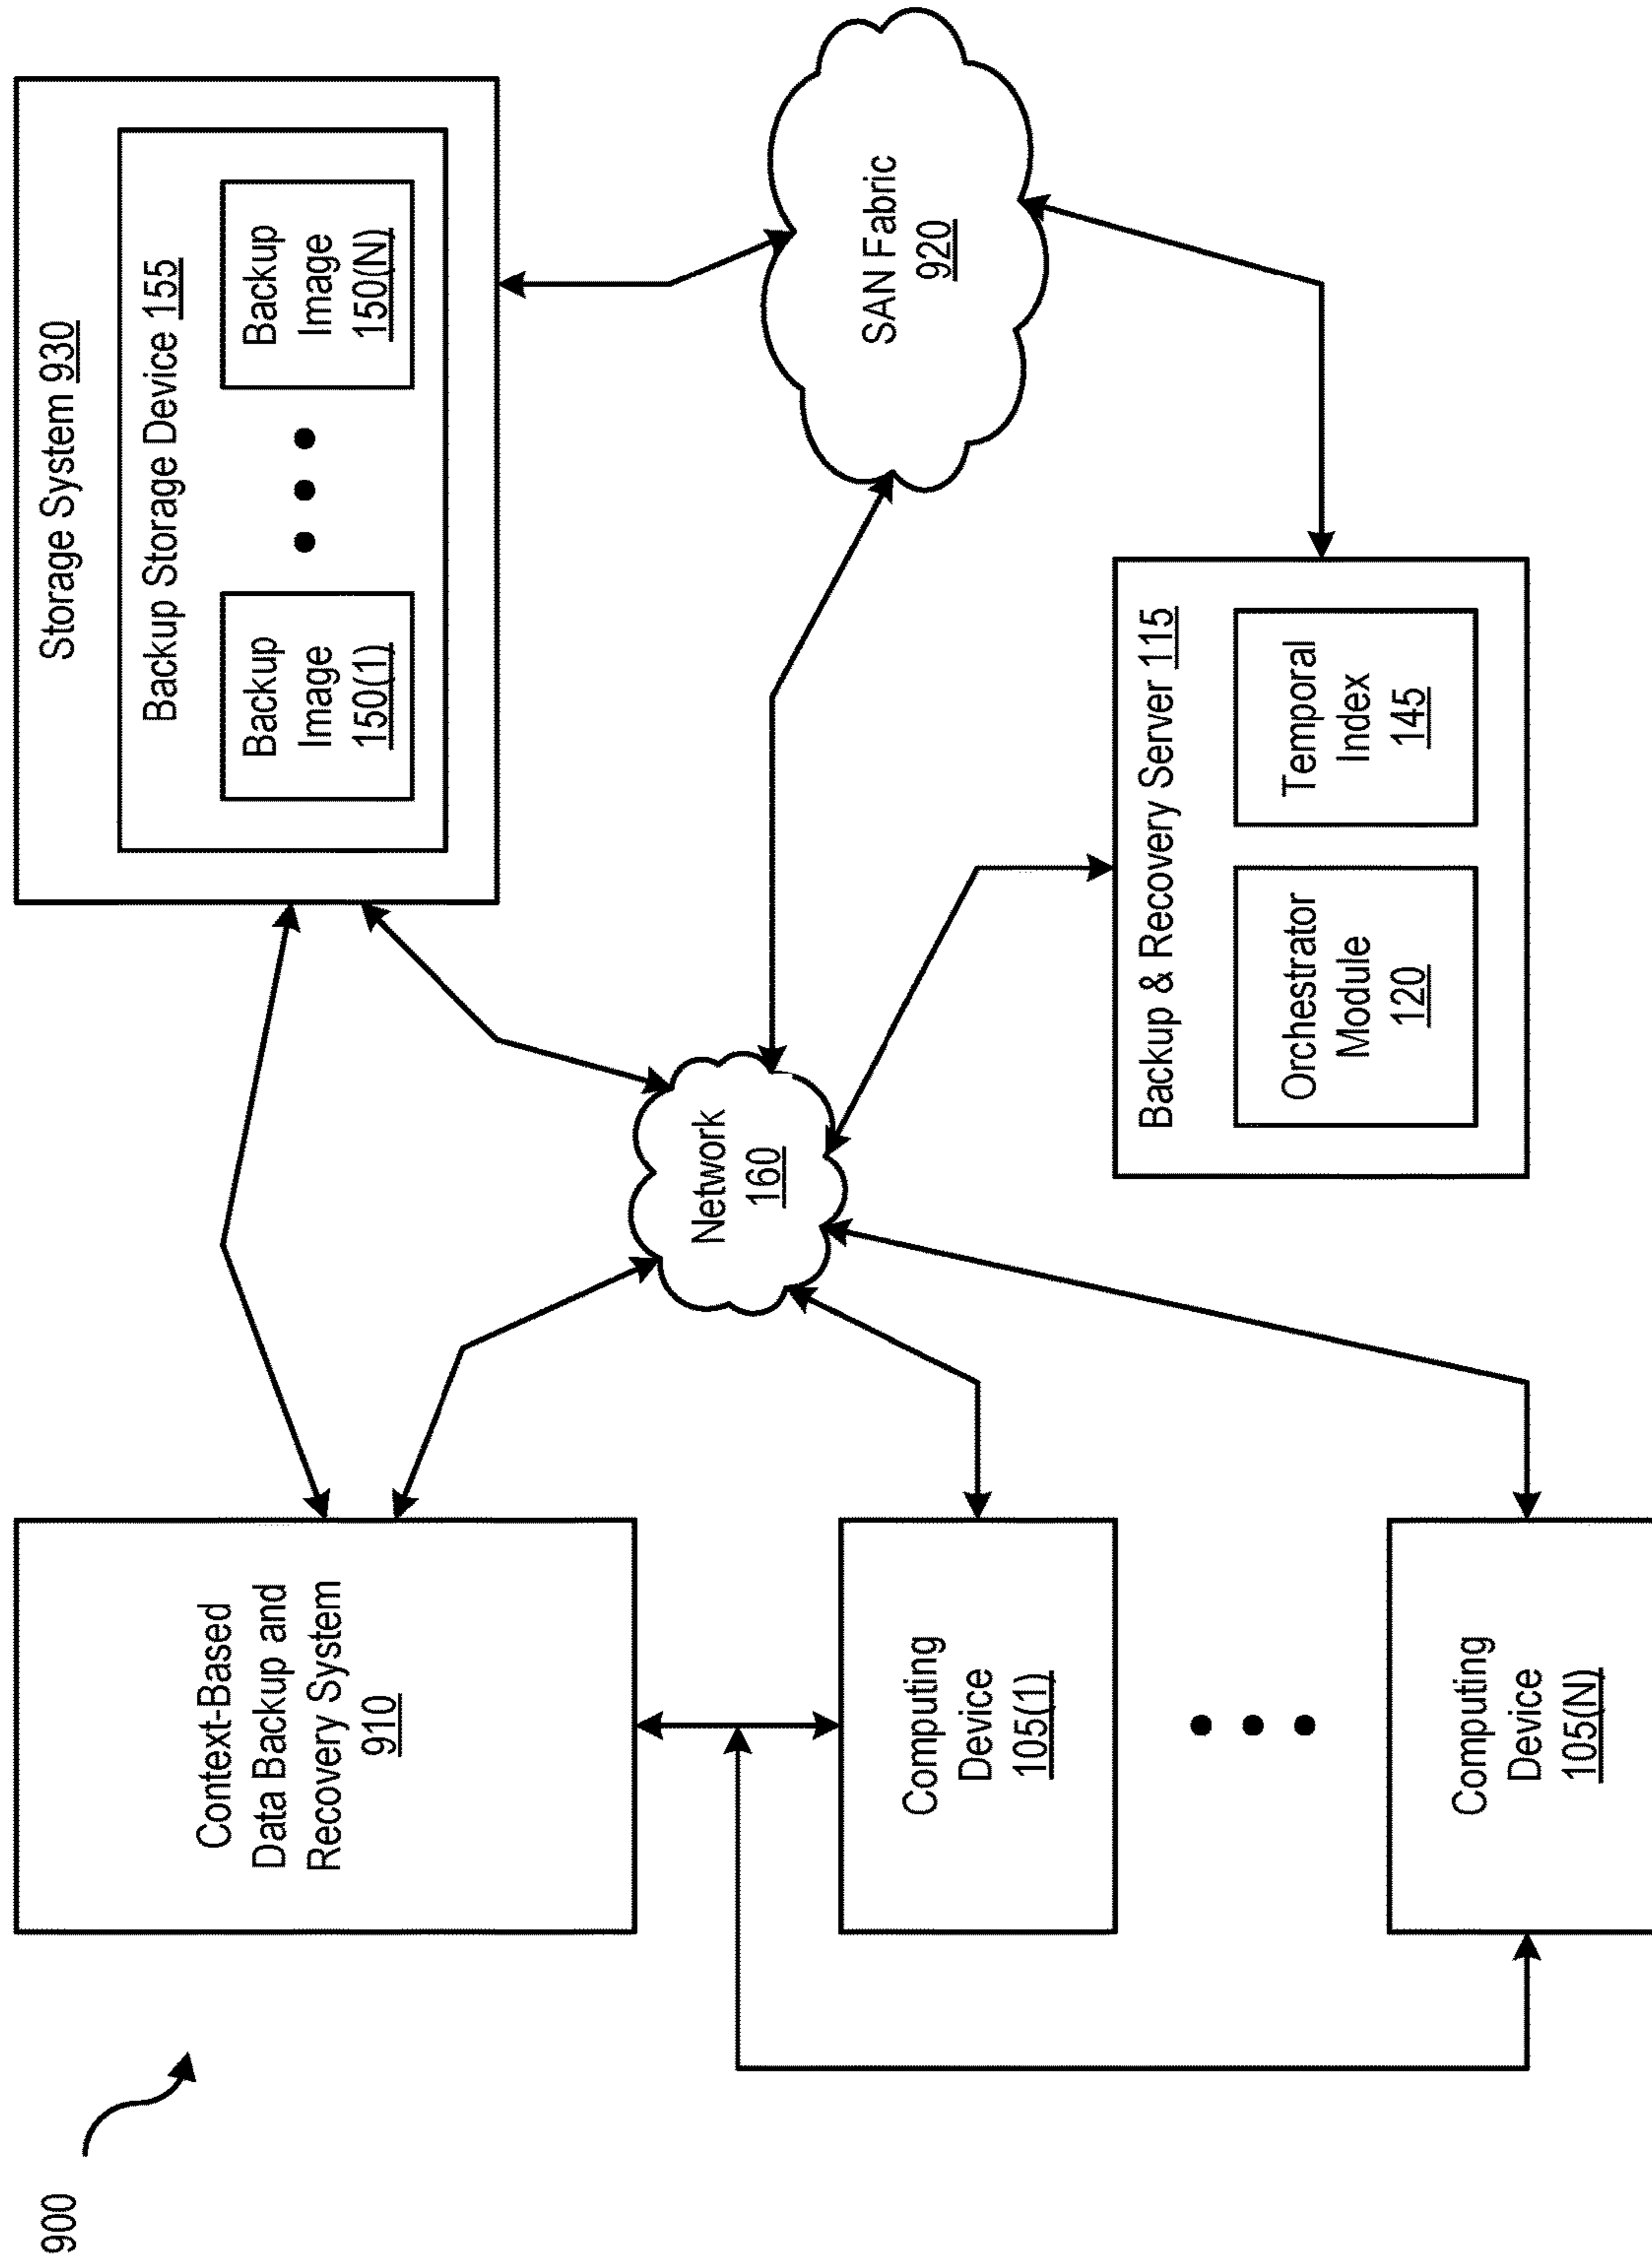 900
Context-Based
Data Backup and
Recovery System
910
Storage System 930
Backup Storage Device 155
Backup
Image
150(1)
Backup
Image
150(N)
Network
160
SAN Fabric
920
Computing
Device
105(1)
Computing
Device
105(N)
Backup & Recovery Server 115
Orchestrator
Module
120
Temporal
Index
145